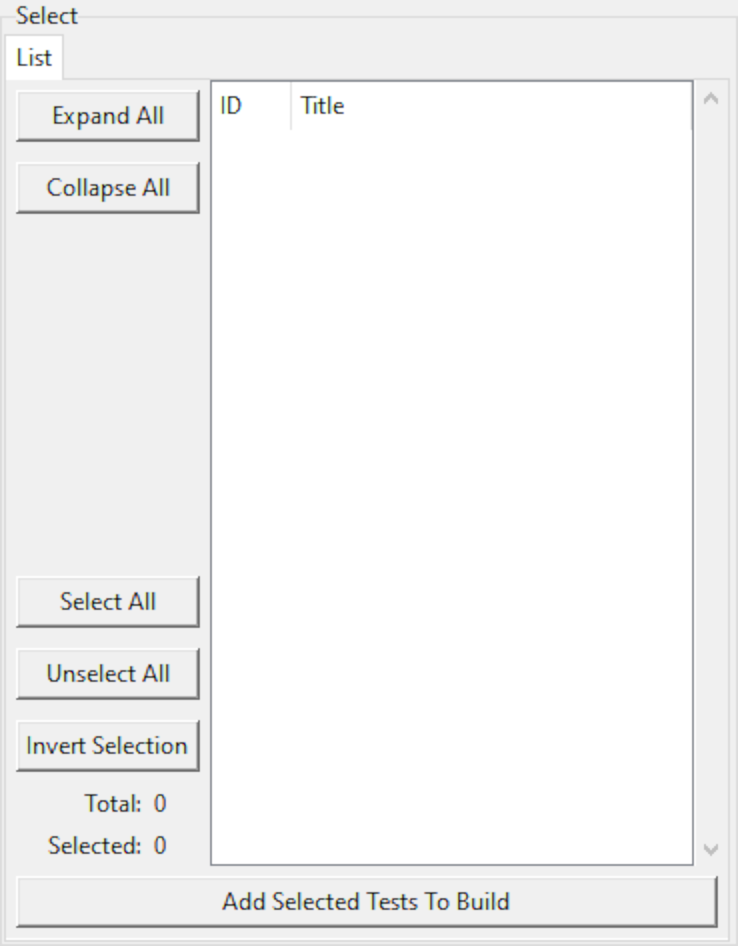 Select
List
Expand All
ID Title
Collapse All
Select All
Unselect All
Invert Selection
Total: 0
Selected: 0
Add Selected Tests To Build